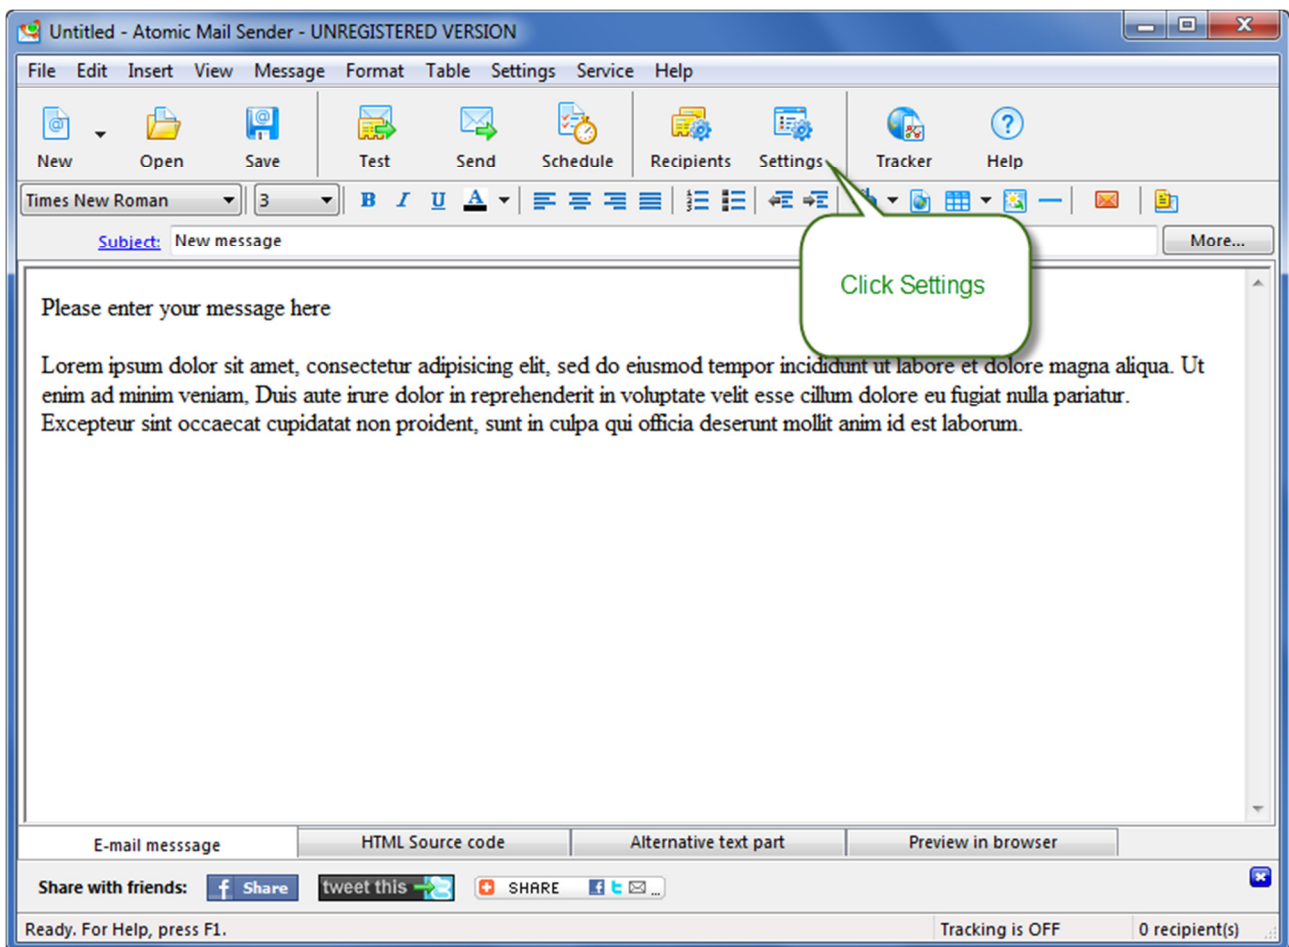 Untitled - Atomic Mail Sender - UNREGISTERED VERSION
File Edit Insert View Message Format Table Settings Service Help
New Open Save Test Send Schedule Recipients Settings Tracker Help
Times New Roman 3 B I U A
Subject: New message More...
Click Settings
Please enter your message here
Lorem ipsum dolor sit amet, consectetur adipisicing elit, sed do eiusmod tempor incididunt ut labore et dolore magna aliqua. Ut
enim ad minim veniam, Duis aute irure dolor in reprehenderit in voluptate velit esse cillum dolore eu fugiat nulla pariatur.
Excepteur sint occaecat cupidatat non proident, sunt in culpa qui officia deserunt mollit anim id est laborum.
E-mail messsage HTML Source code Alternative text part Preview in browser
Share with friends: f Share tweet this SHARE ...
Ready. For Help, press F1. Tracking is OFF 0 recipient(s)